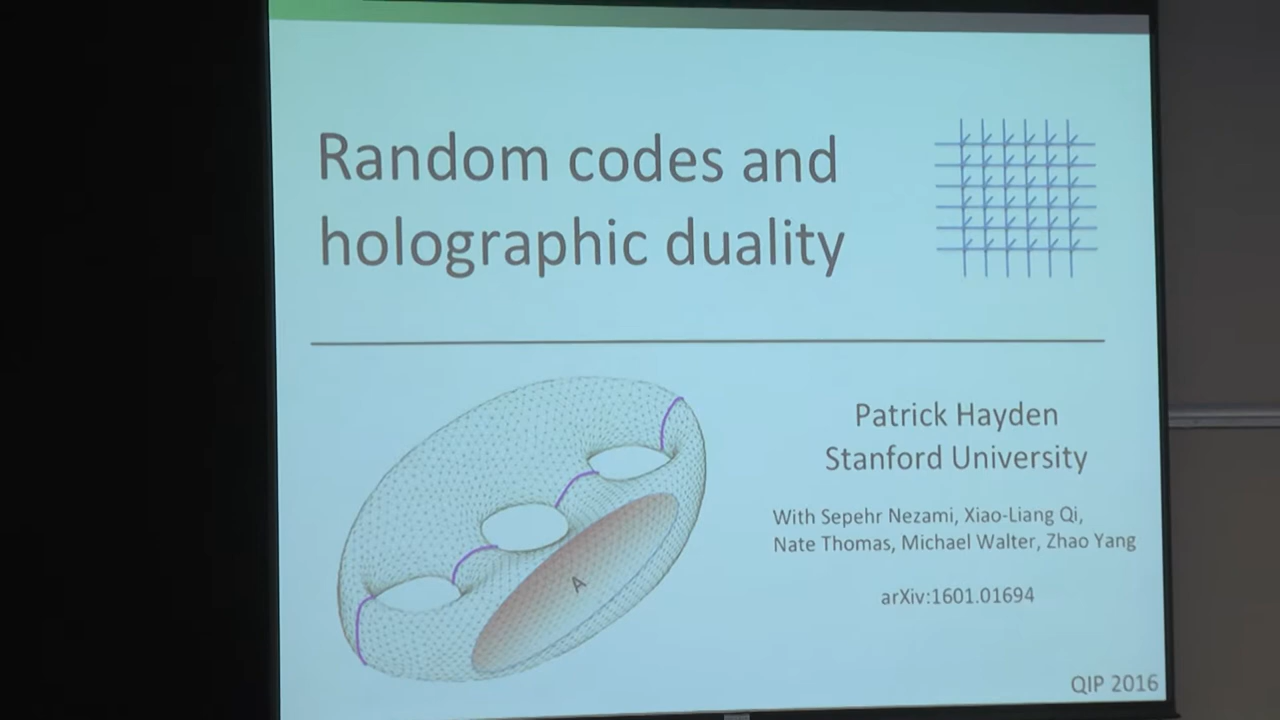 Random codes and
holographic duality
A
Patrick Hayden
Stanford University
With Sepehr Nezami, Xiao-Liang Qi,
Nate Thomas, Michael Walter, Zhao Yang
arXiv:1601.01694
QIP 2016